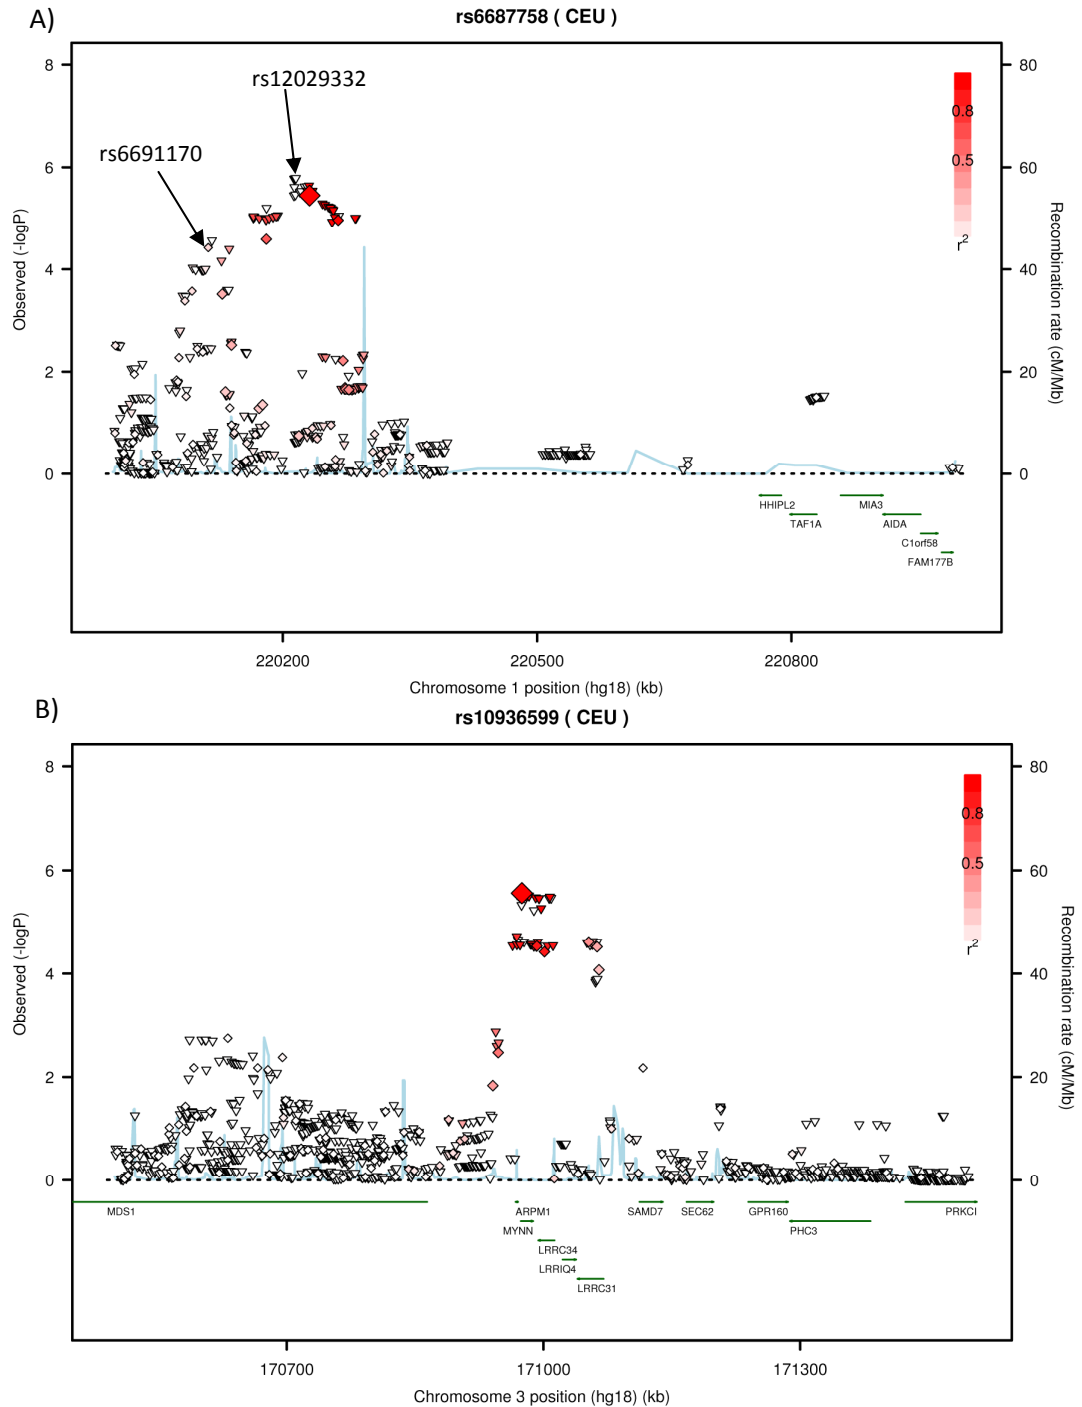 A)
rs6687758 ( CEU )
8
6
4
2
0
80
60
40
20
0
Observed (-logP)
Recombination rate (cM/Mb)
rs12029332
rs6691170
0.8
0.5
r2
HHIPL2
TAF1A
MIA3
AIDA
C1orf58
FAM177B
220200
220500
220800
Chromosome 1 position (hg18) (kb)
B)
rs10936599 ( CEU )
8
6
4
2
0
80
60
40
20
0
Observed (-logP)
Recombination rate (cM/Mb)
0.8
0.5
r2
MDS1
ARPM1
MYNN
LRRC34
LRRIQ4
LRRC31
SAMD7
SEC62
GPR160
PHC3
PRKCI
170700
171000
171300
Chromosome 3 position (hg18) (kb)